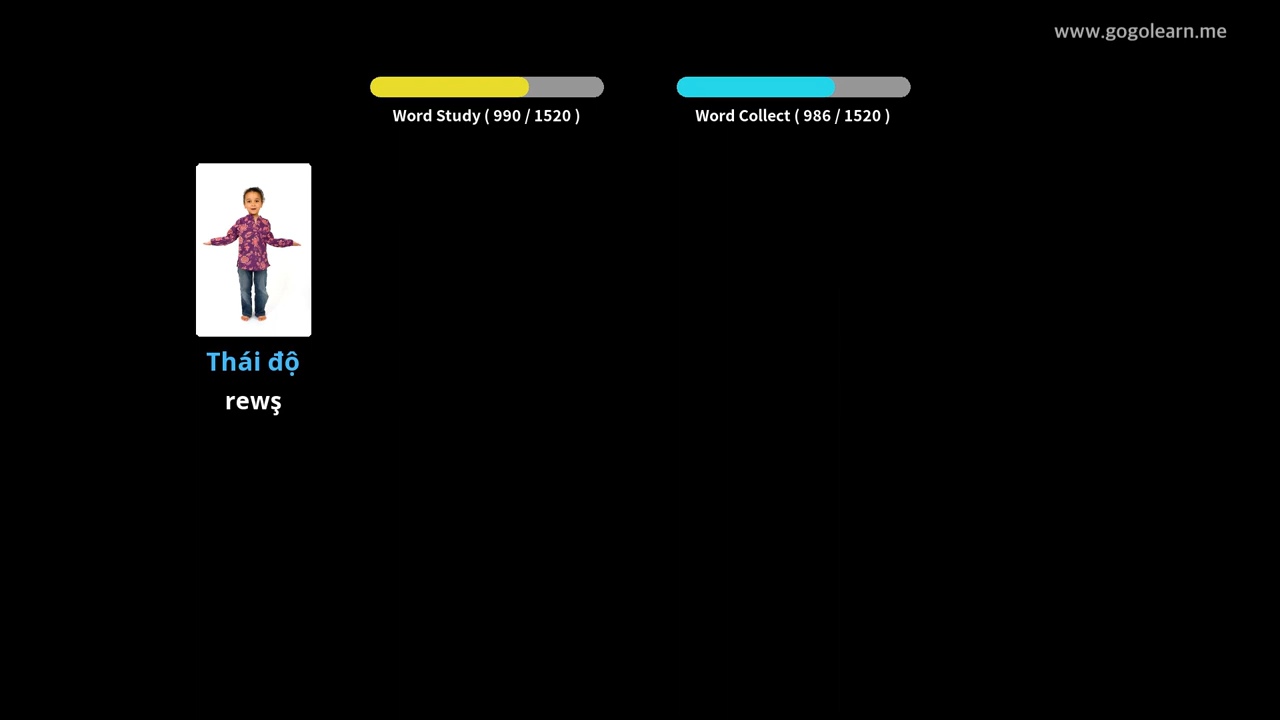 www.gogolearn.me
Word Study ( 990 / 1520 )
Word Collect ( 986 / 1520 )
Thái độ
rewş